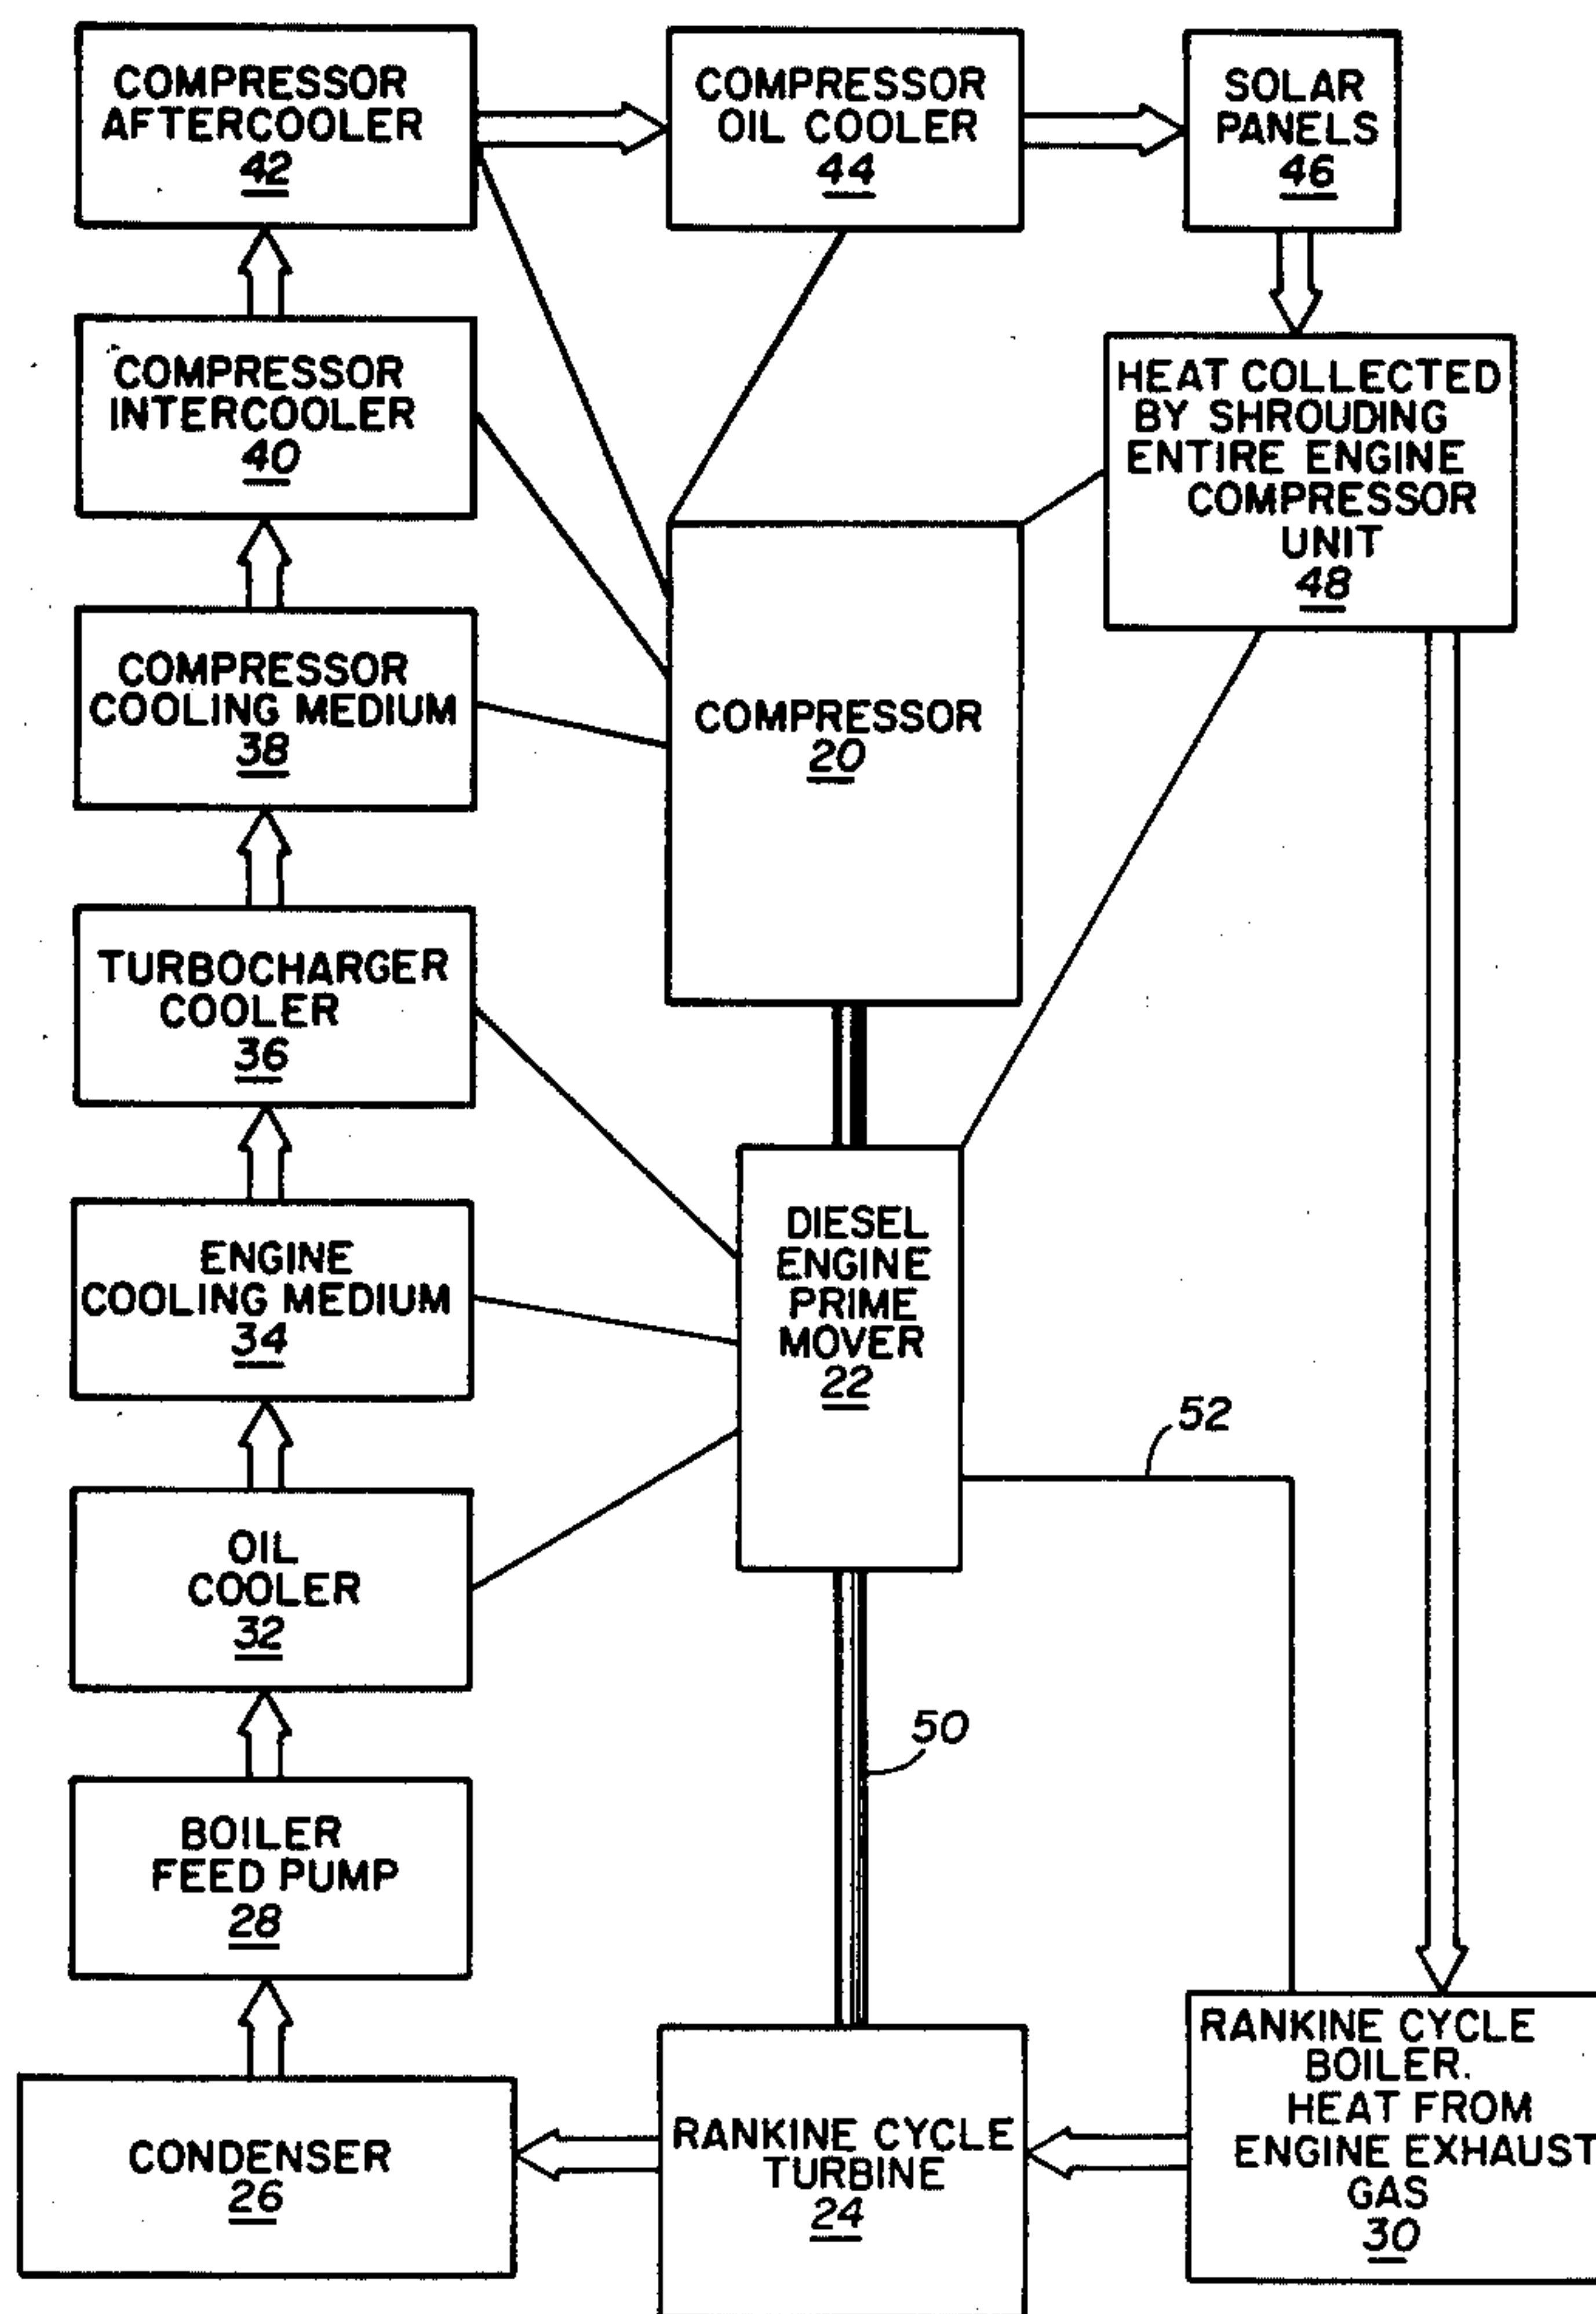 COMPRESSOR
AFTERCOOLER
42
COMPRESSOR
OIL COOLER
44
SOLAR
PANELS
46
COMPRESSOR
INTERCOOLER
40
HEAT COLLECTED
BY SHROUDING
ENTIRE ENGINE
COMPRESSOR
UNIT
48
COMPRESSOR
COOLING MEDIUM
38
COMPRESSOR
20
TURBOCHARGER
COOLER
36
ENGINE
COOLING MEDIUM
34
DIESEL
ENGINE
PRIME
MOVER
22
52
OIL
COOLER
32
50
BOILER
FEED PUMP
28
CONDENSER
26
RANKINE CYCLE
TURBINE
24
RANKINE CYCLE
BOILER.
HEAT FROM
ENGINE EXHAUST
GAS
30